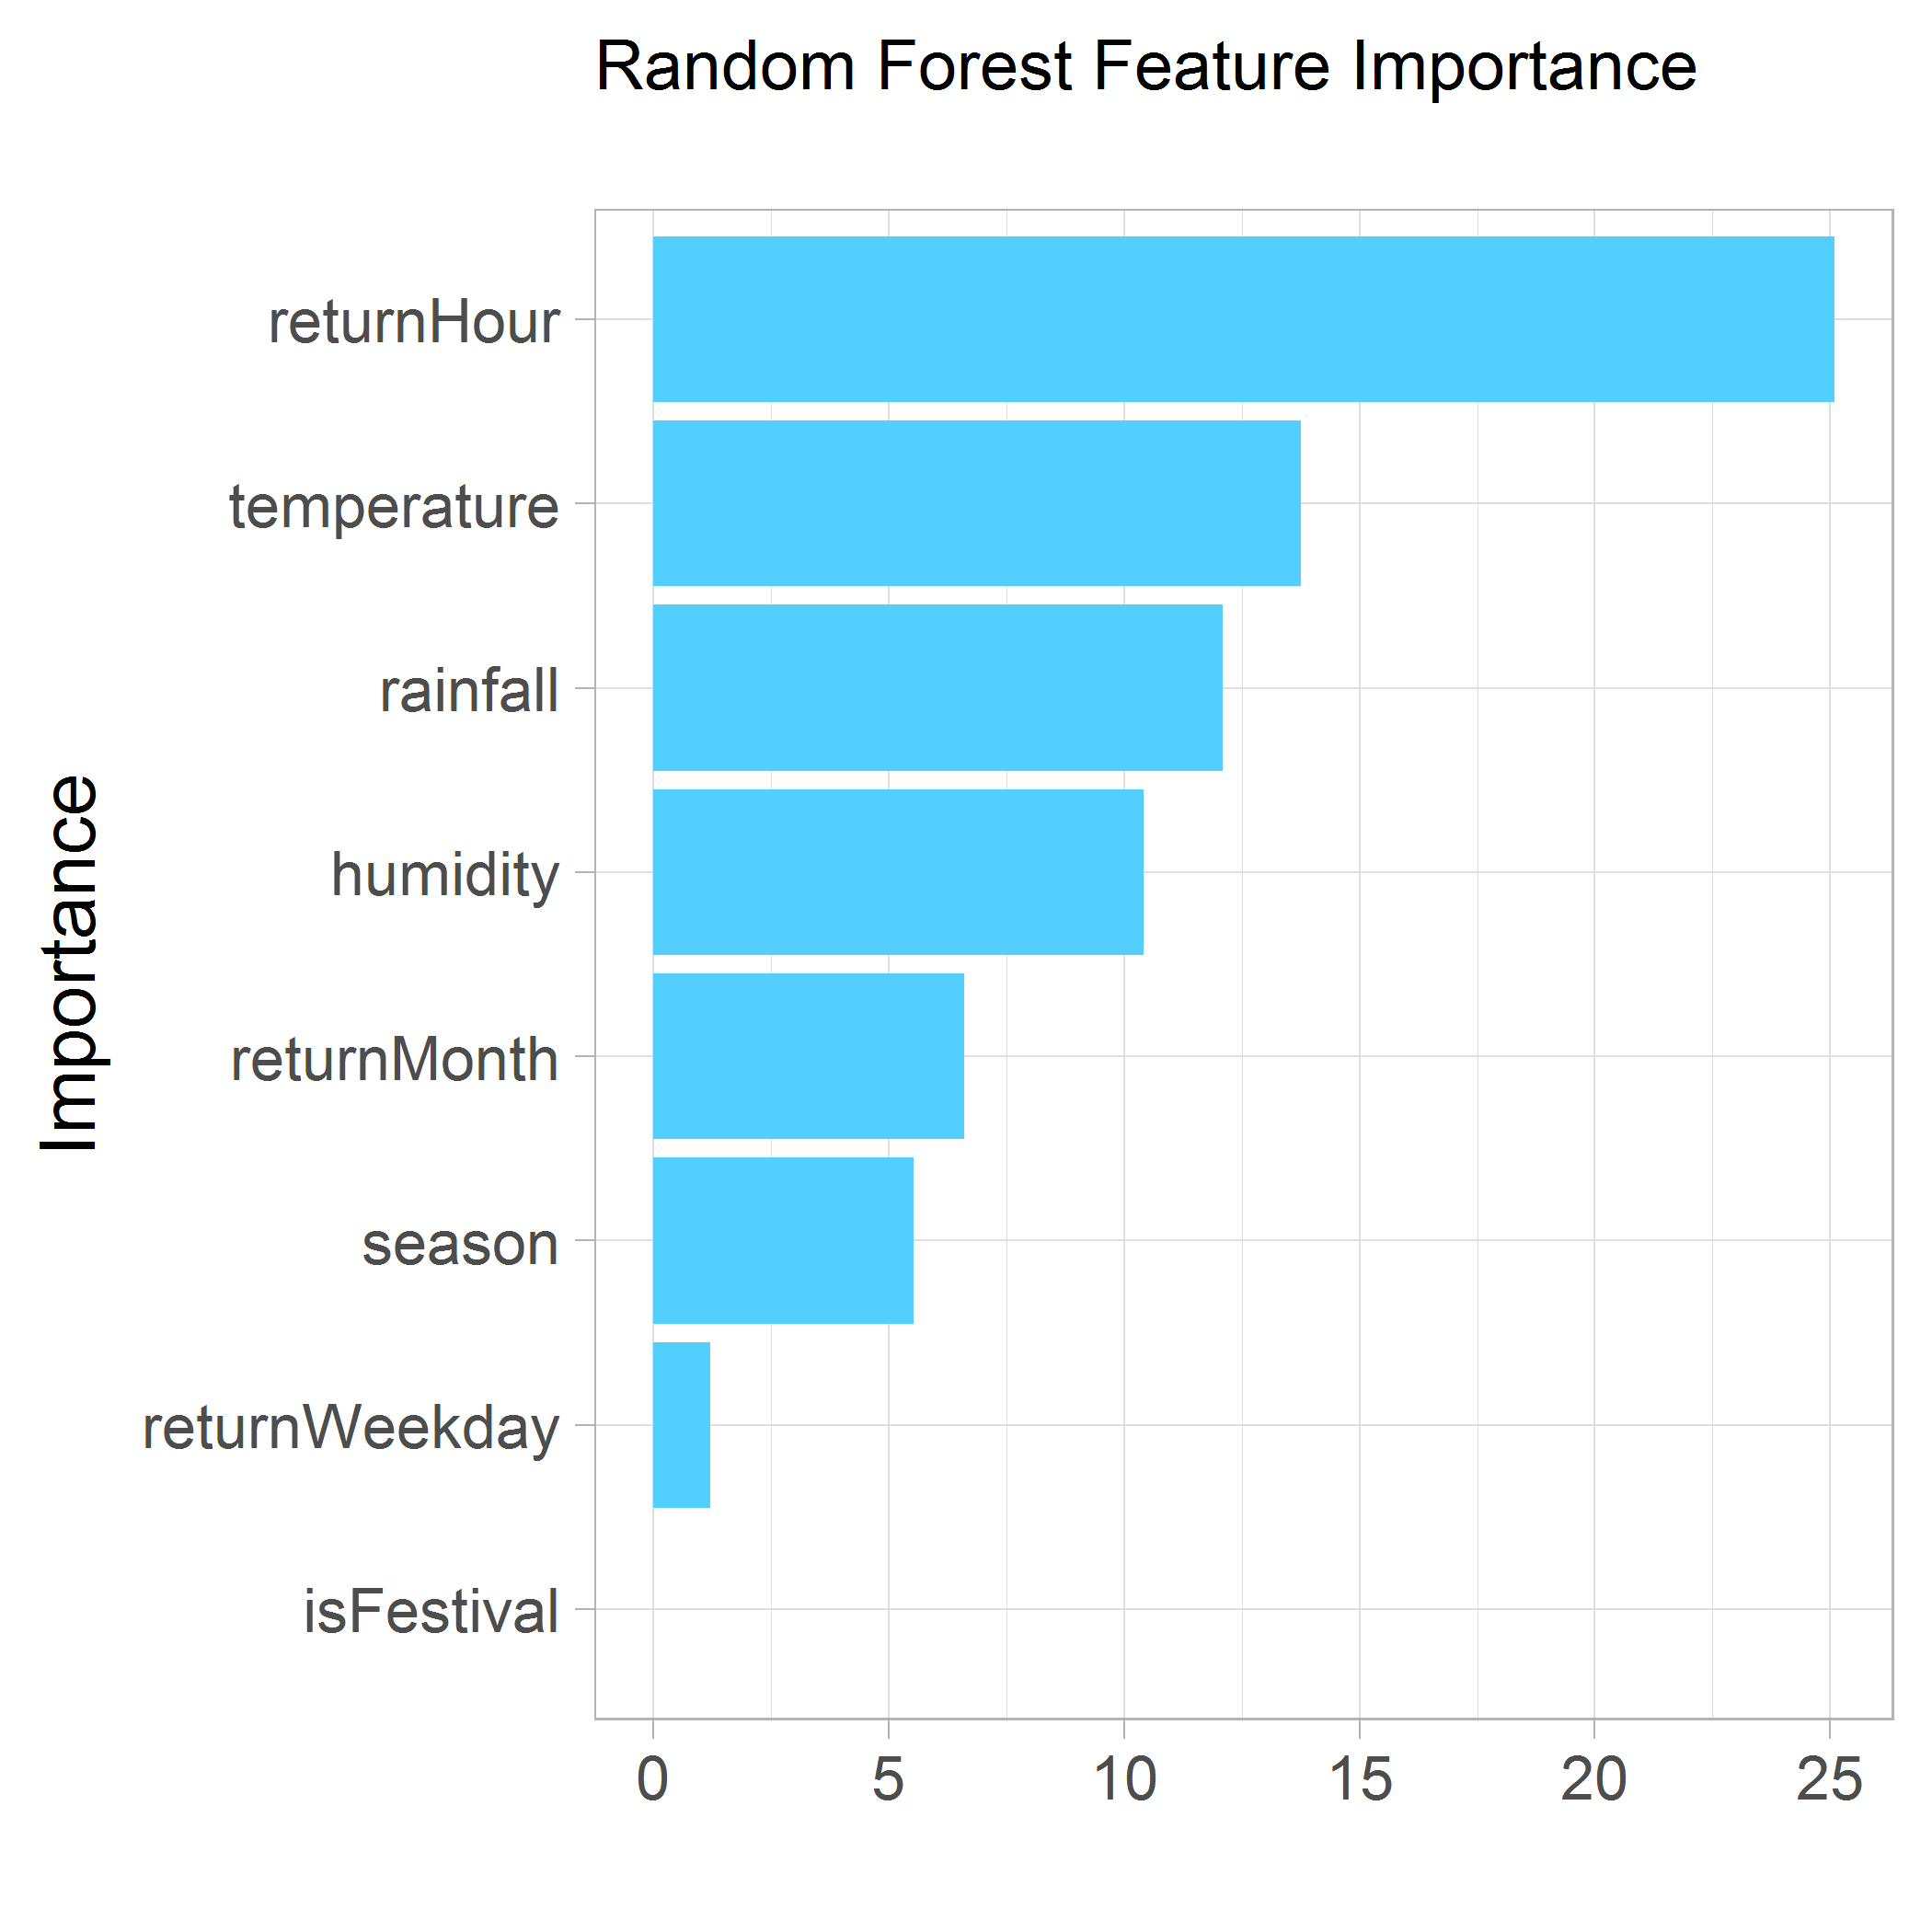 Random Forest Feature Importance
Importance
returnHour
temperature
rainfall
humidity
returnMonth
season
returnWeekday
isFestival
0 5 10 15 20 25